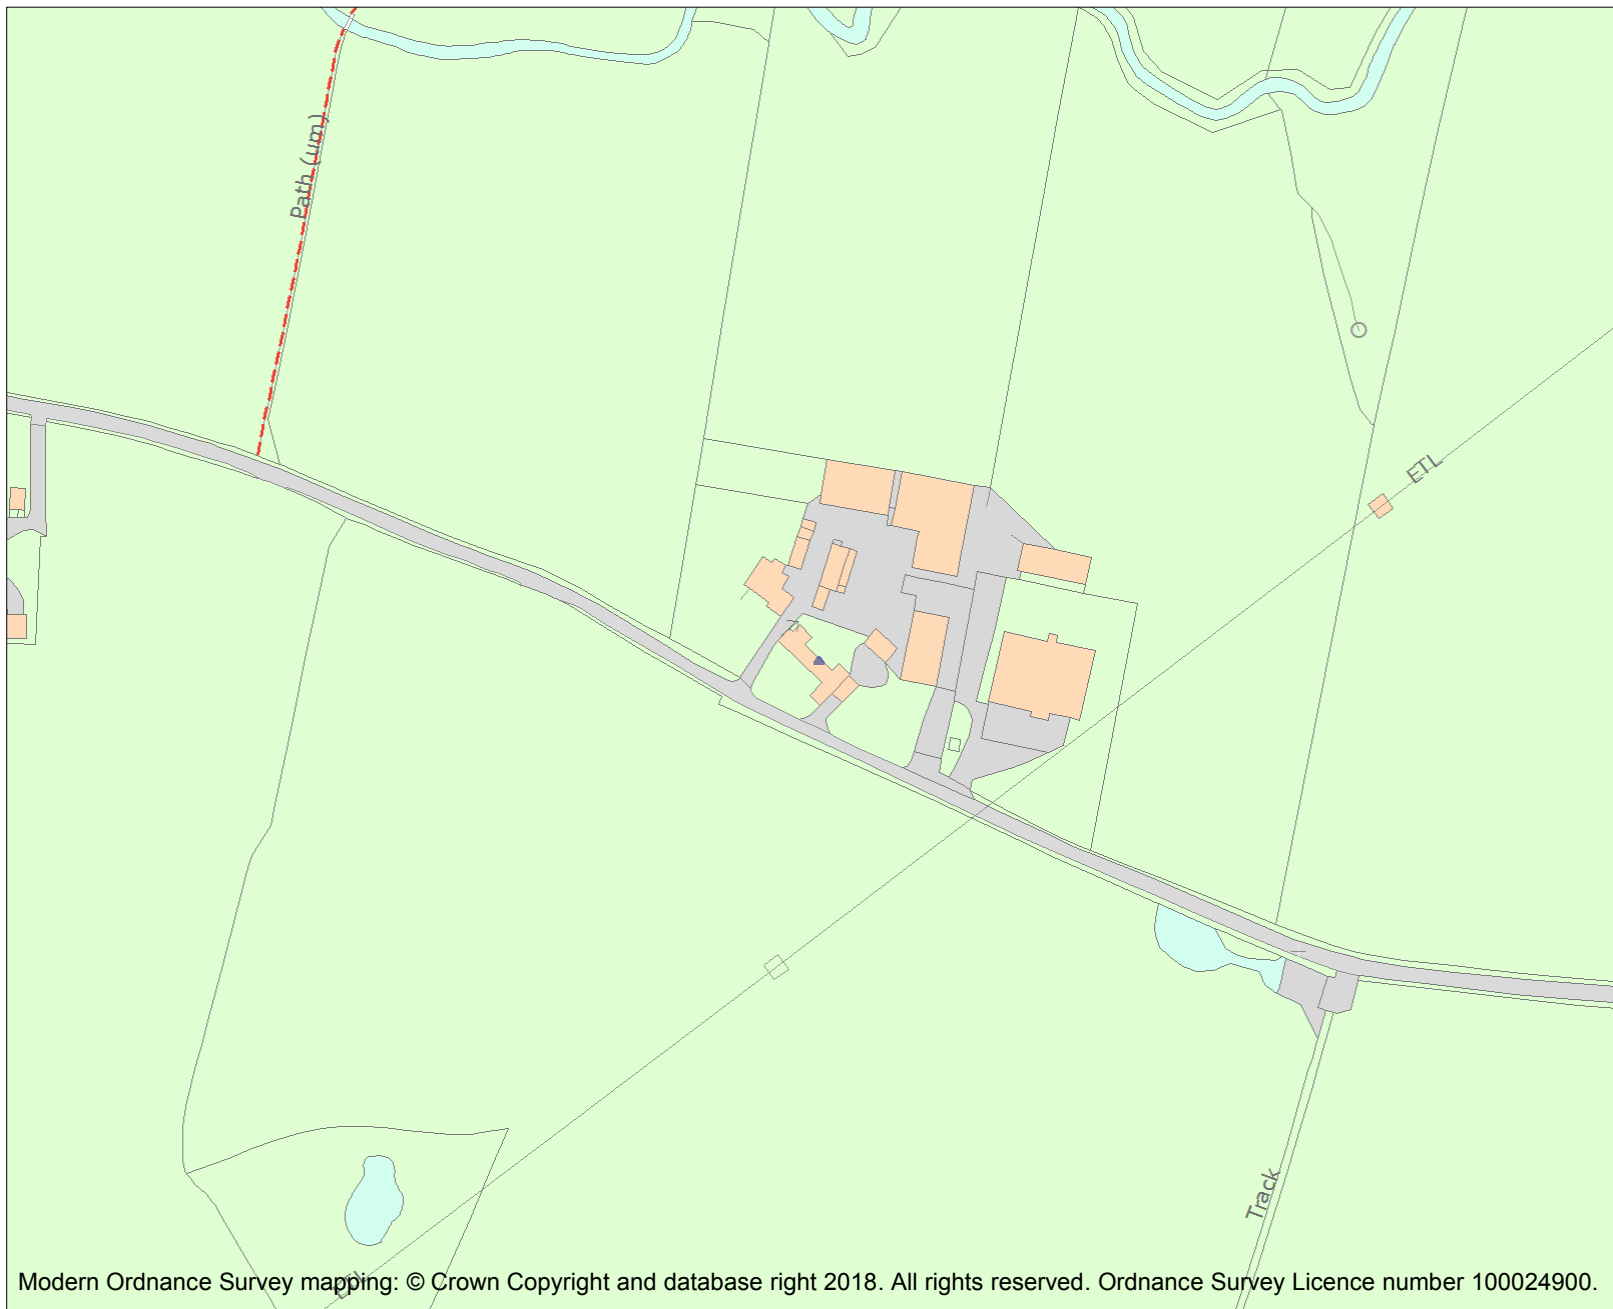 Path (um)
ETL
Track
ETL
Modern Ordnance Survey mapping: © Crown Copyright and database right 2018. All rights reserved. Ordnance Survey Licence number 100024900.